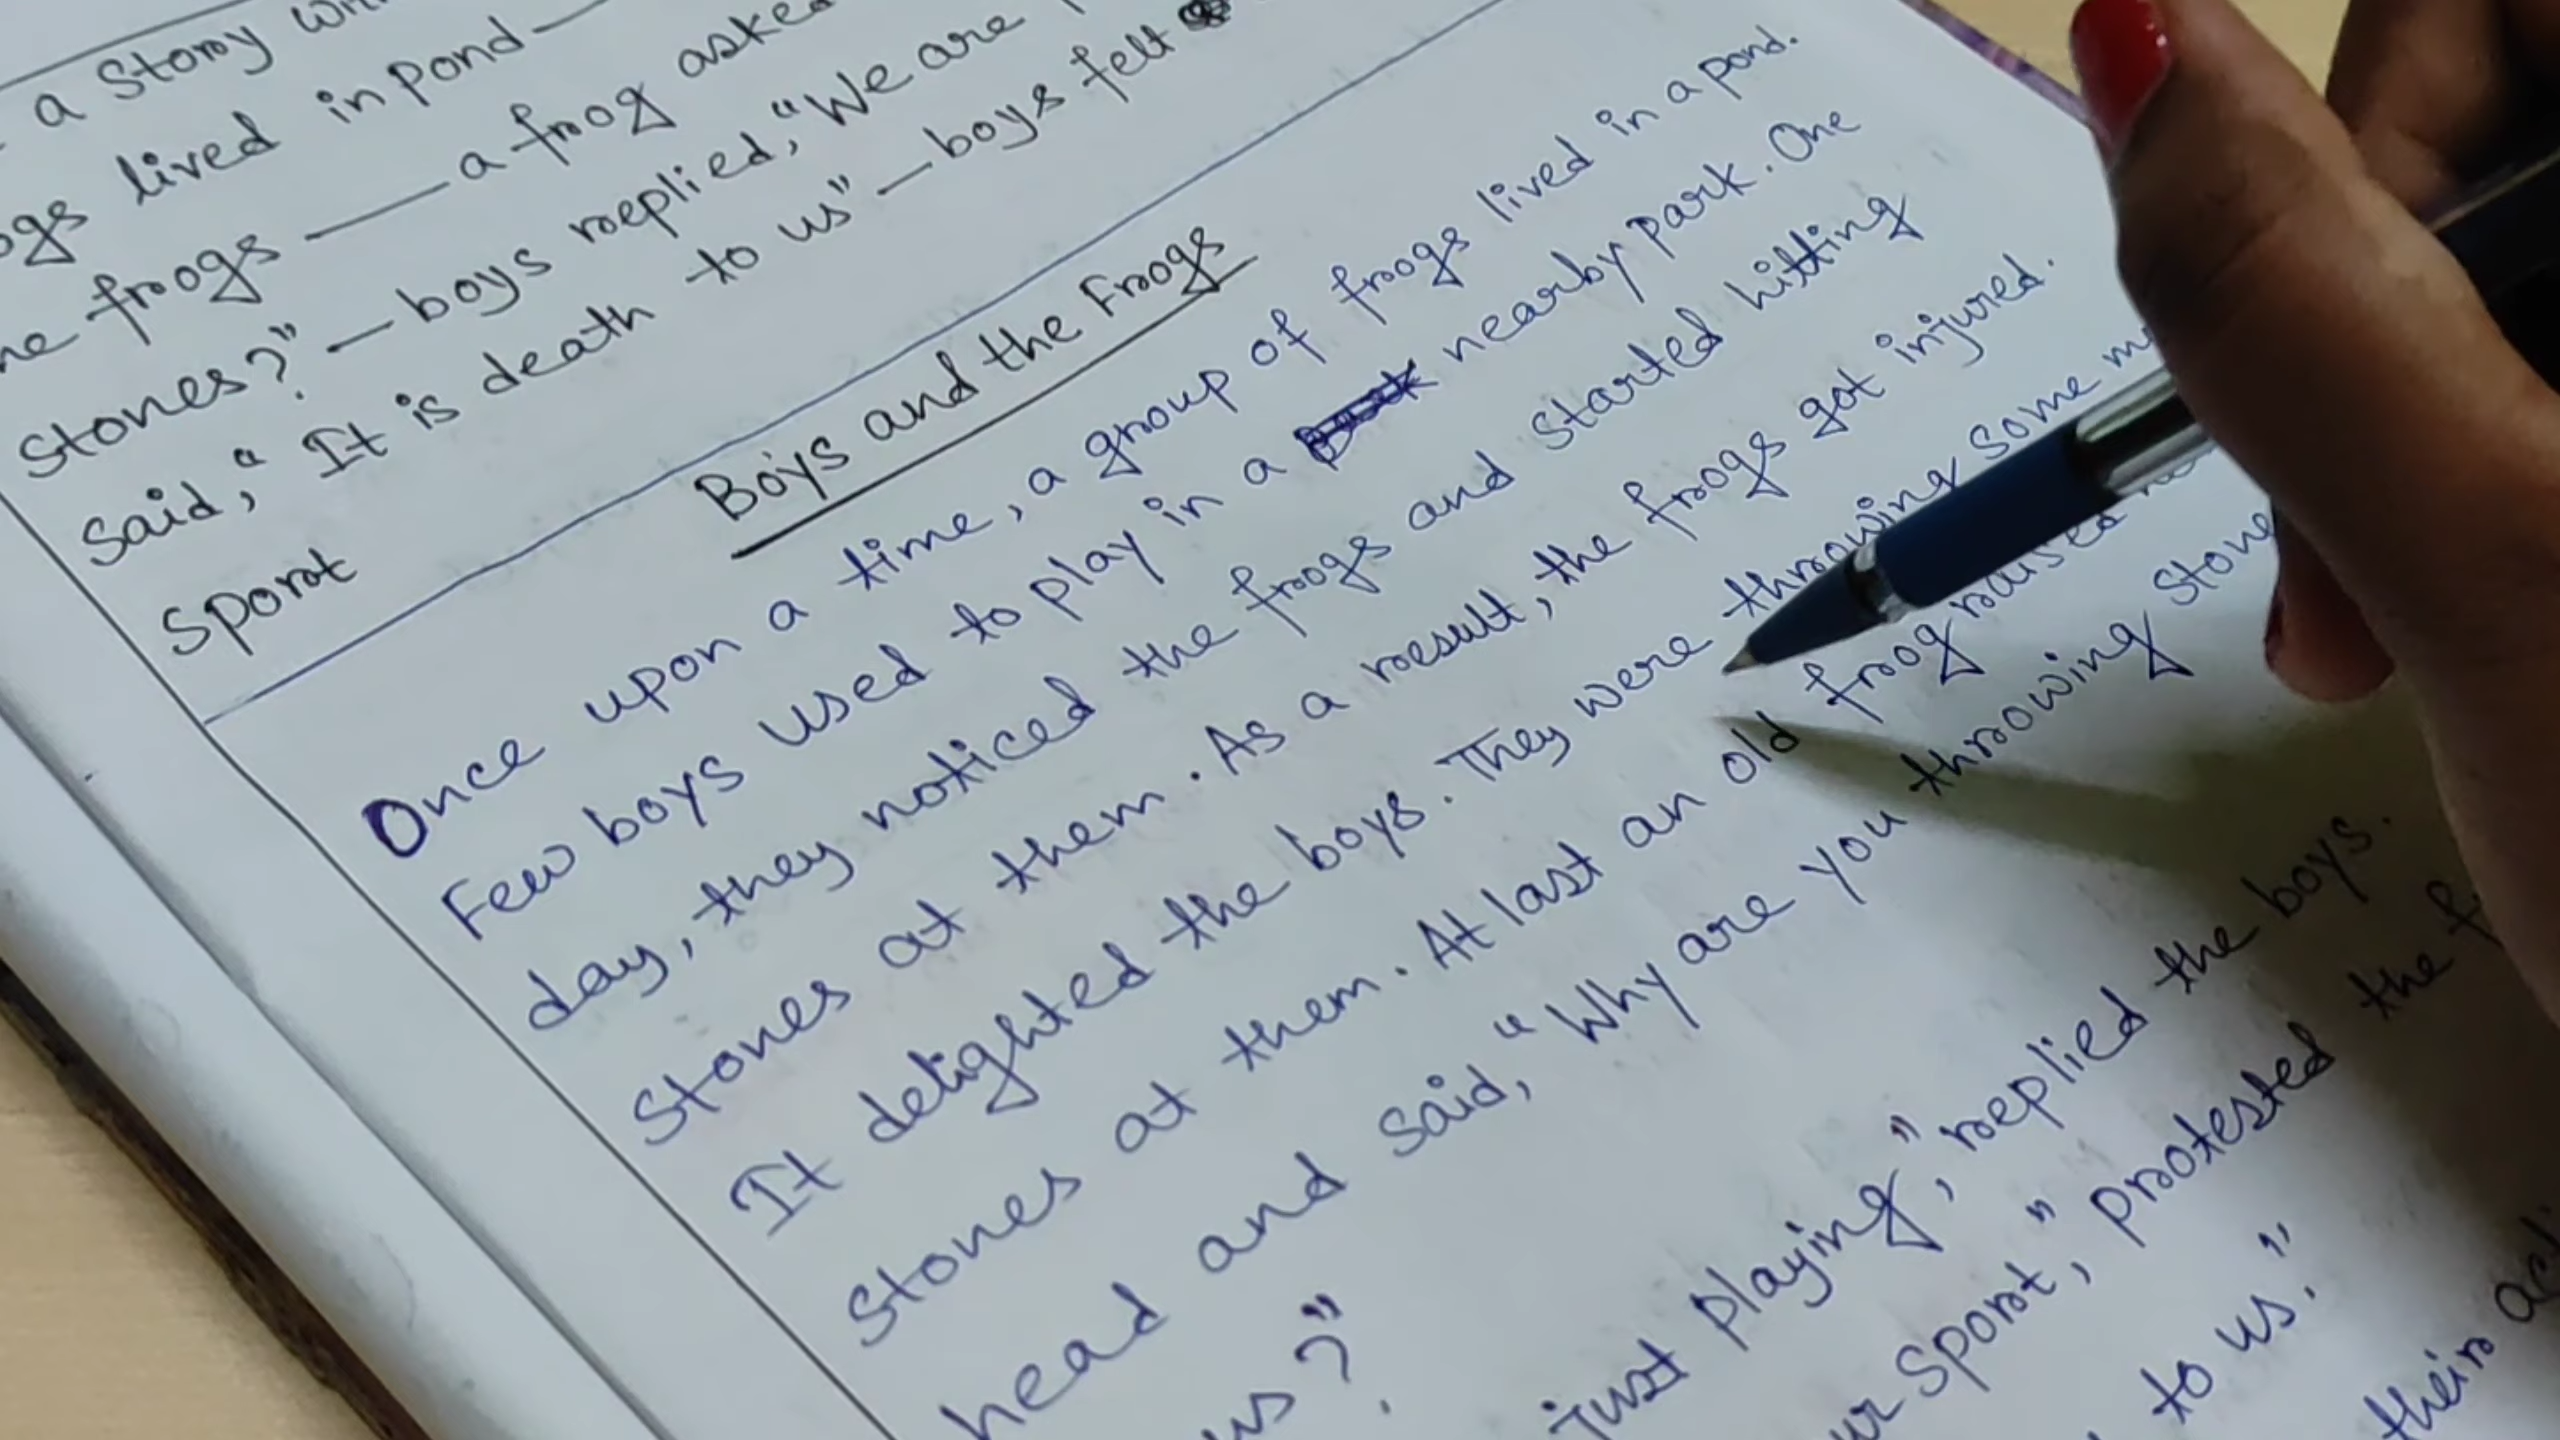 a Story
lived in pond —
frogs — a frog asked
Stones?" — boys replied, "We are
Said, " It is death to us" — boys felt
Sport
Boys and the Frogs
Once upon a time, a group of frogs lived in a pond.
Few boys used to play in a nearby park. One
day, they noticed the frogs and started hitting
Stones at them. As a result, the frogs got injured.
It delighted the boys. They were throwing some
Stones at them. At last an old frog raised
head and Said, " Why are you throwing
us?"
just playing", replied the boys.
Sport", protested the
to us."
their